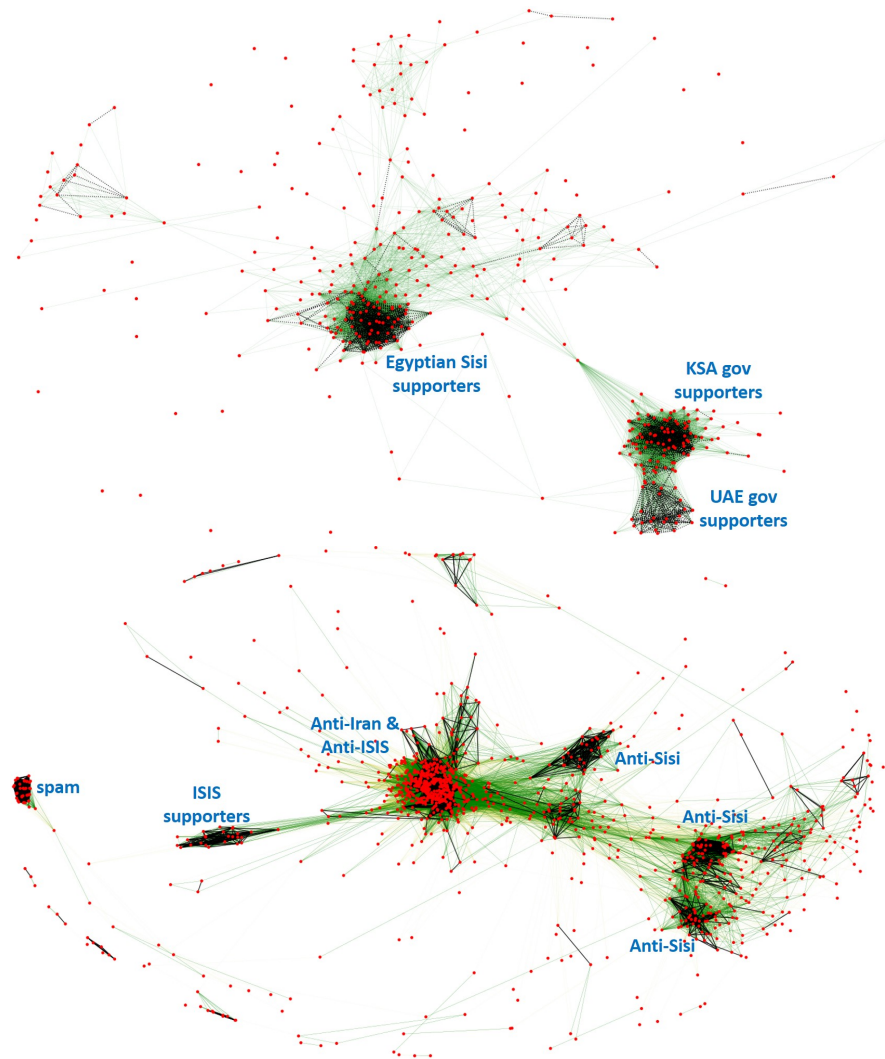 Egyptian Sisi
supporters
KSA gov
supporters
UAE gov
supporters
Anti-Iran &
Anti-ISIS
Anti-Sisi
spam
ISIS
supporters
Anti-Sisi
Anti-Sisi